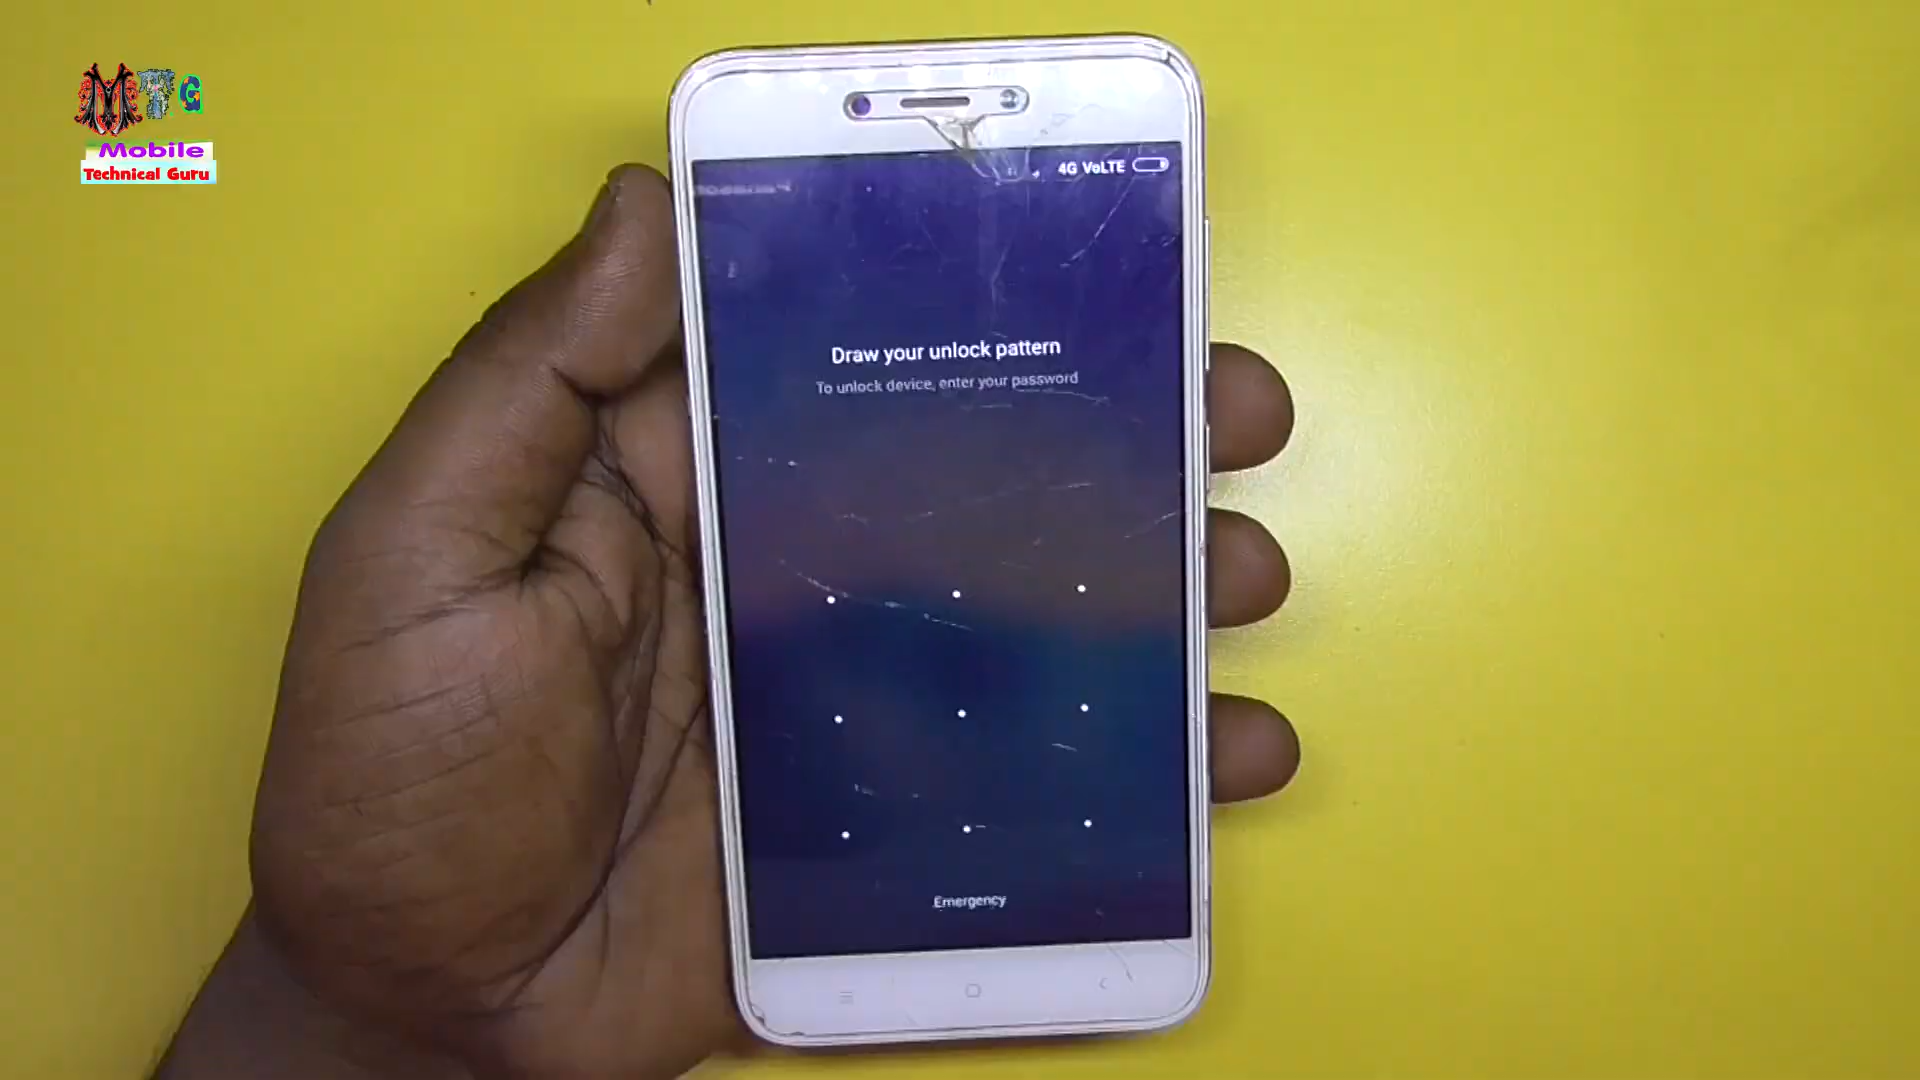 MTG
Mobile
Technical Guru
4G VoLTE
Draw your unlock pattern
To unlock device, enter your password
Emergency